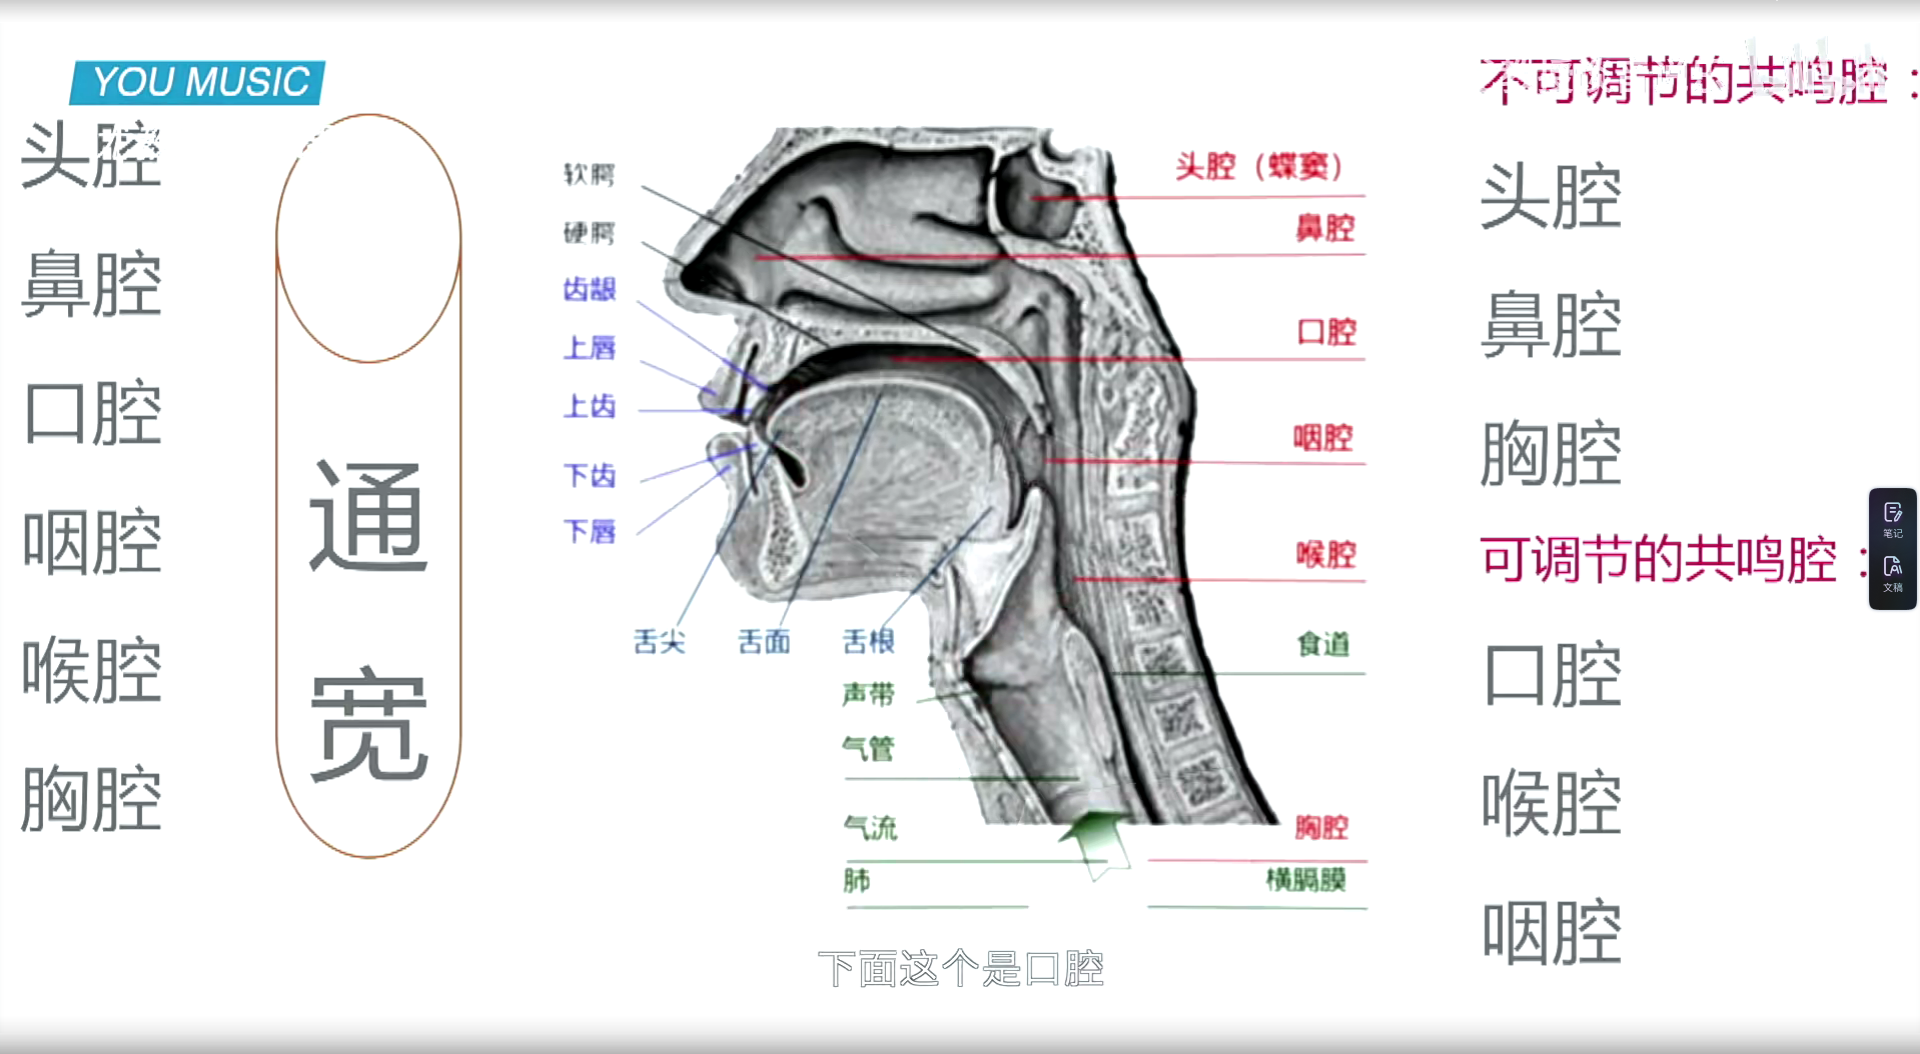 YOU MUSIC
头腔
鼻腔
口腔
咽腔
喉腔
胸腔
通
宽
软腭
硬腭
齿龈
上唇
上齿
下齿
下唇
舌尖
舌面
舌根
声带
气管
气流
肺
头腔（蝶窦）
鼻腔
口腔
咽腔
喉腔
食道
胸腔
横膈膜
不可调节的共鸣腔：
头腔
鼻腔
胸腔
可调节的共鸣腔：
口腔
喉腔
咽腔
笔记
文稿
下面这个是口腔